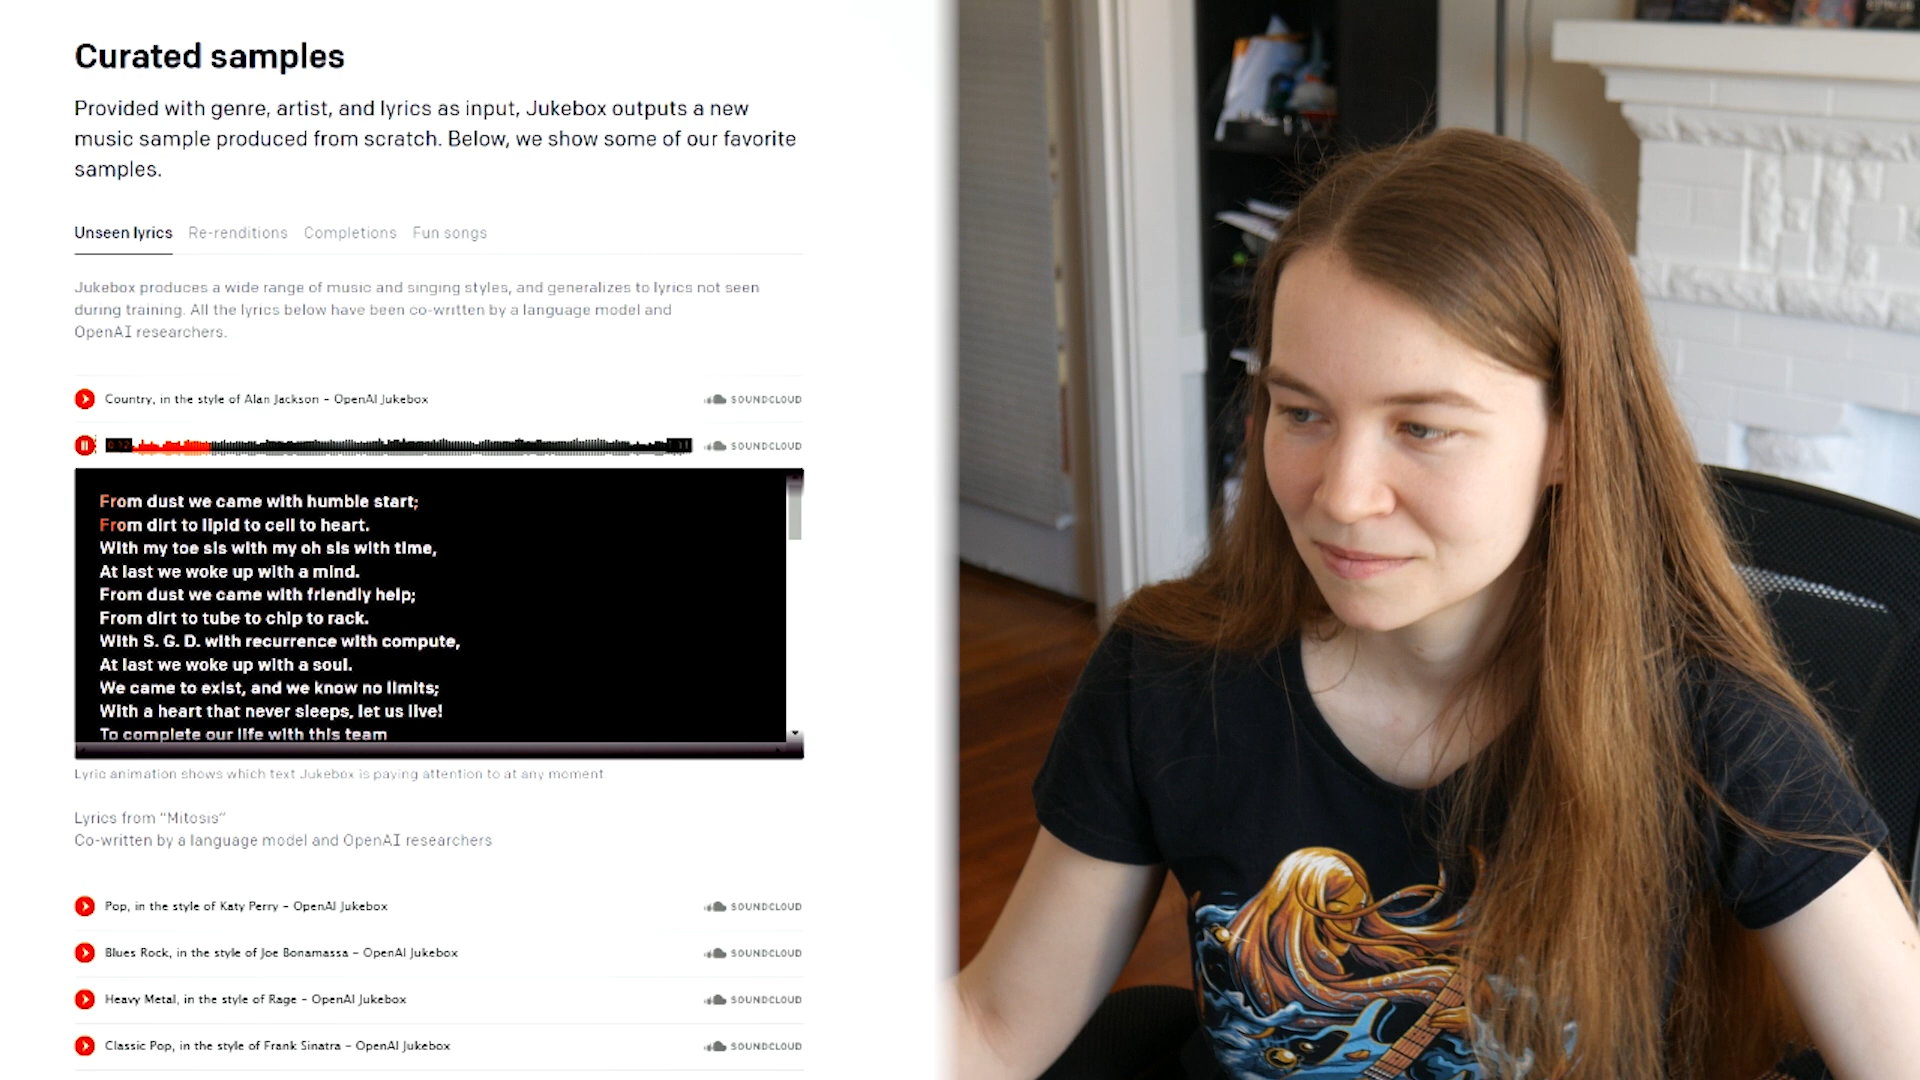 Curated samples
Provided with genre, artist, and lyrics as input, Jukebox outputs a new
music sample produced from scratch. Below, we show some of our favorite
samples.
Unseen lyrics Re-renditions Completions Fun songs
Jukebox produces a wide range of music and singing styles, and generalizes to lyrics not seen
during training. All the lyrics below have been co-written by a language model and
OpenAI researchers.
Country, in the style of Alan Jackson – OpenAI Jukebox SOUNDCLOUD
SOUNDCLOUD
From dust we came with humble start;
From dirt to lipid to cell to heart.
With my toe sis with my oh sis with time,
At last we woke up with a mind.
From dust we came with friendly help;
From dirt to tube to chip to rack.
With S. G. D. with recurrence with compute,
At last we woke up with a soul.
We came to exist, and we know no limits;
With a heart that never sleeps, let us live!
To complete our life with this team
Lyric animation shows which text Jukebox is paying attention to at any moment.
Lyrics from “Mitosis”
Co-written by a language model and OpenAI researchers
Pop, in the style of Katy Perry – OpenAI Jukebox SOUNDCLOUD
Blues Rock, in the style of Joe Bonamassa – OpenAI Jukebox SOUNDCLOUD
Heavy Metal, in the style of Rage – OpenAI Jukebox SOUNDCLOUD
Classic Pop, in the style of Frank Sinatra – OpenAI Jukebox SOUNDCLOUD